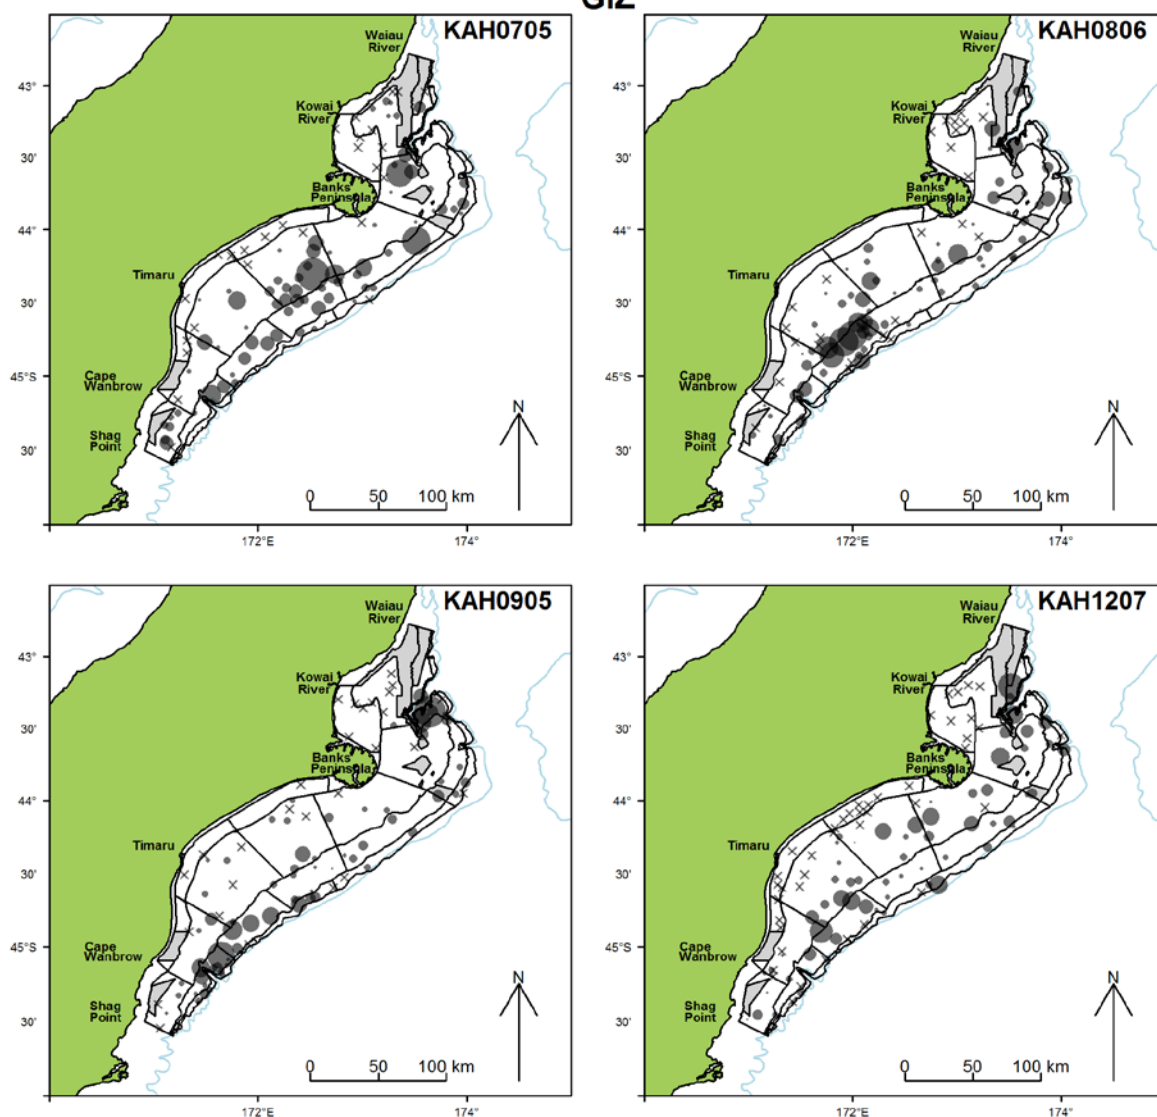 GIZ
KAH0705
Waiau
River
43°
Kowai
River
30'
Banks
Peninsula
44°
Timaru
30'
45°S
Cape
Wanbrow
Shag
Point
30'
N
0 50 100 km
172°E 174°
KAH0806
Waiau
River
43°
Kowai
River
30'
Banks
Peninsula
44°
Timaru
30'
45°S
Cape
Wanbrow
Shag
Point
30'
N
0 50 100 km
172°E 174°
KAH0905
Waiau
River
43°
Kowai
River
30'
Banks
Peninsula
44°
Timaru
30'
45°S
Cape
Wanbrow
Shag
Point
30'
N
0 50 100 km
172°E 174°
KAH1207
Waiau
River
43°
Kowai
River
30'
Banks
Peninsula
44°
Timaru
30'
45°S
Cape
Wanbrow
Shag
Point
30'
N
0 50 100 km
172°E 174°